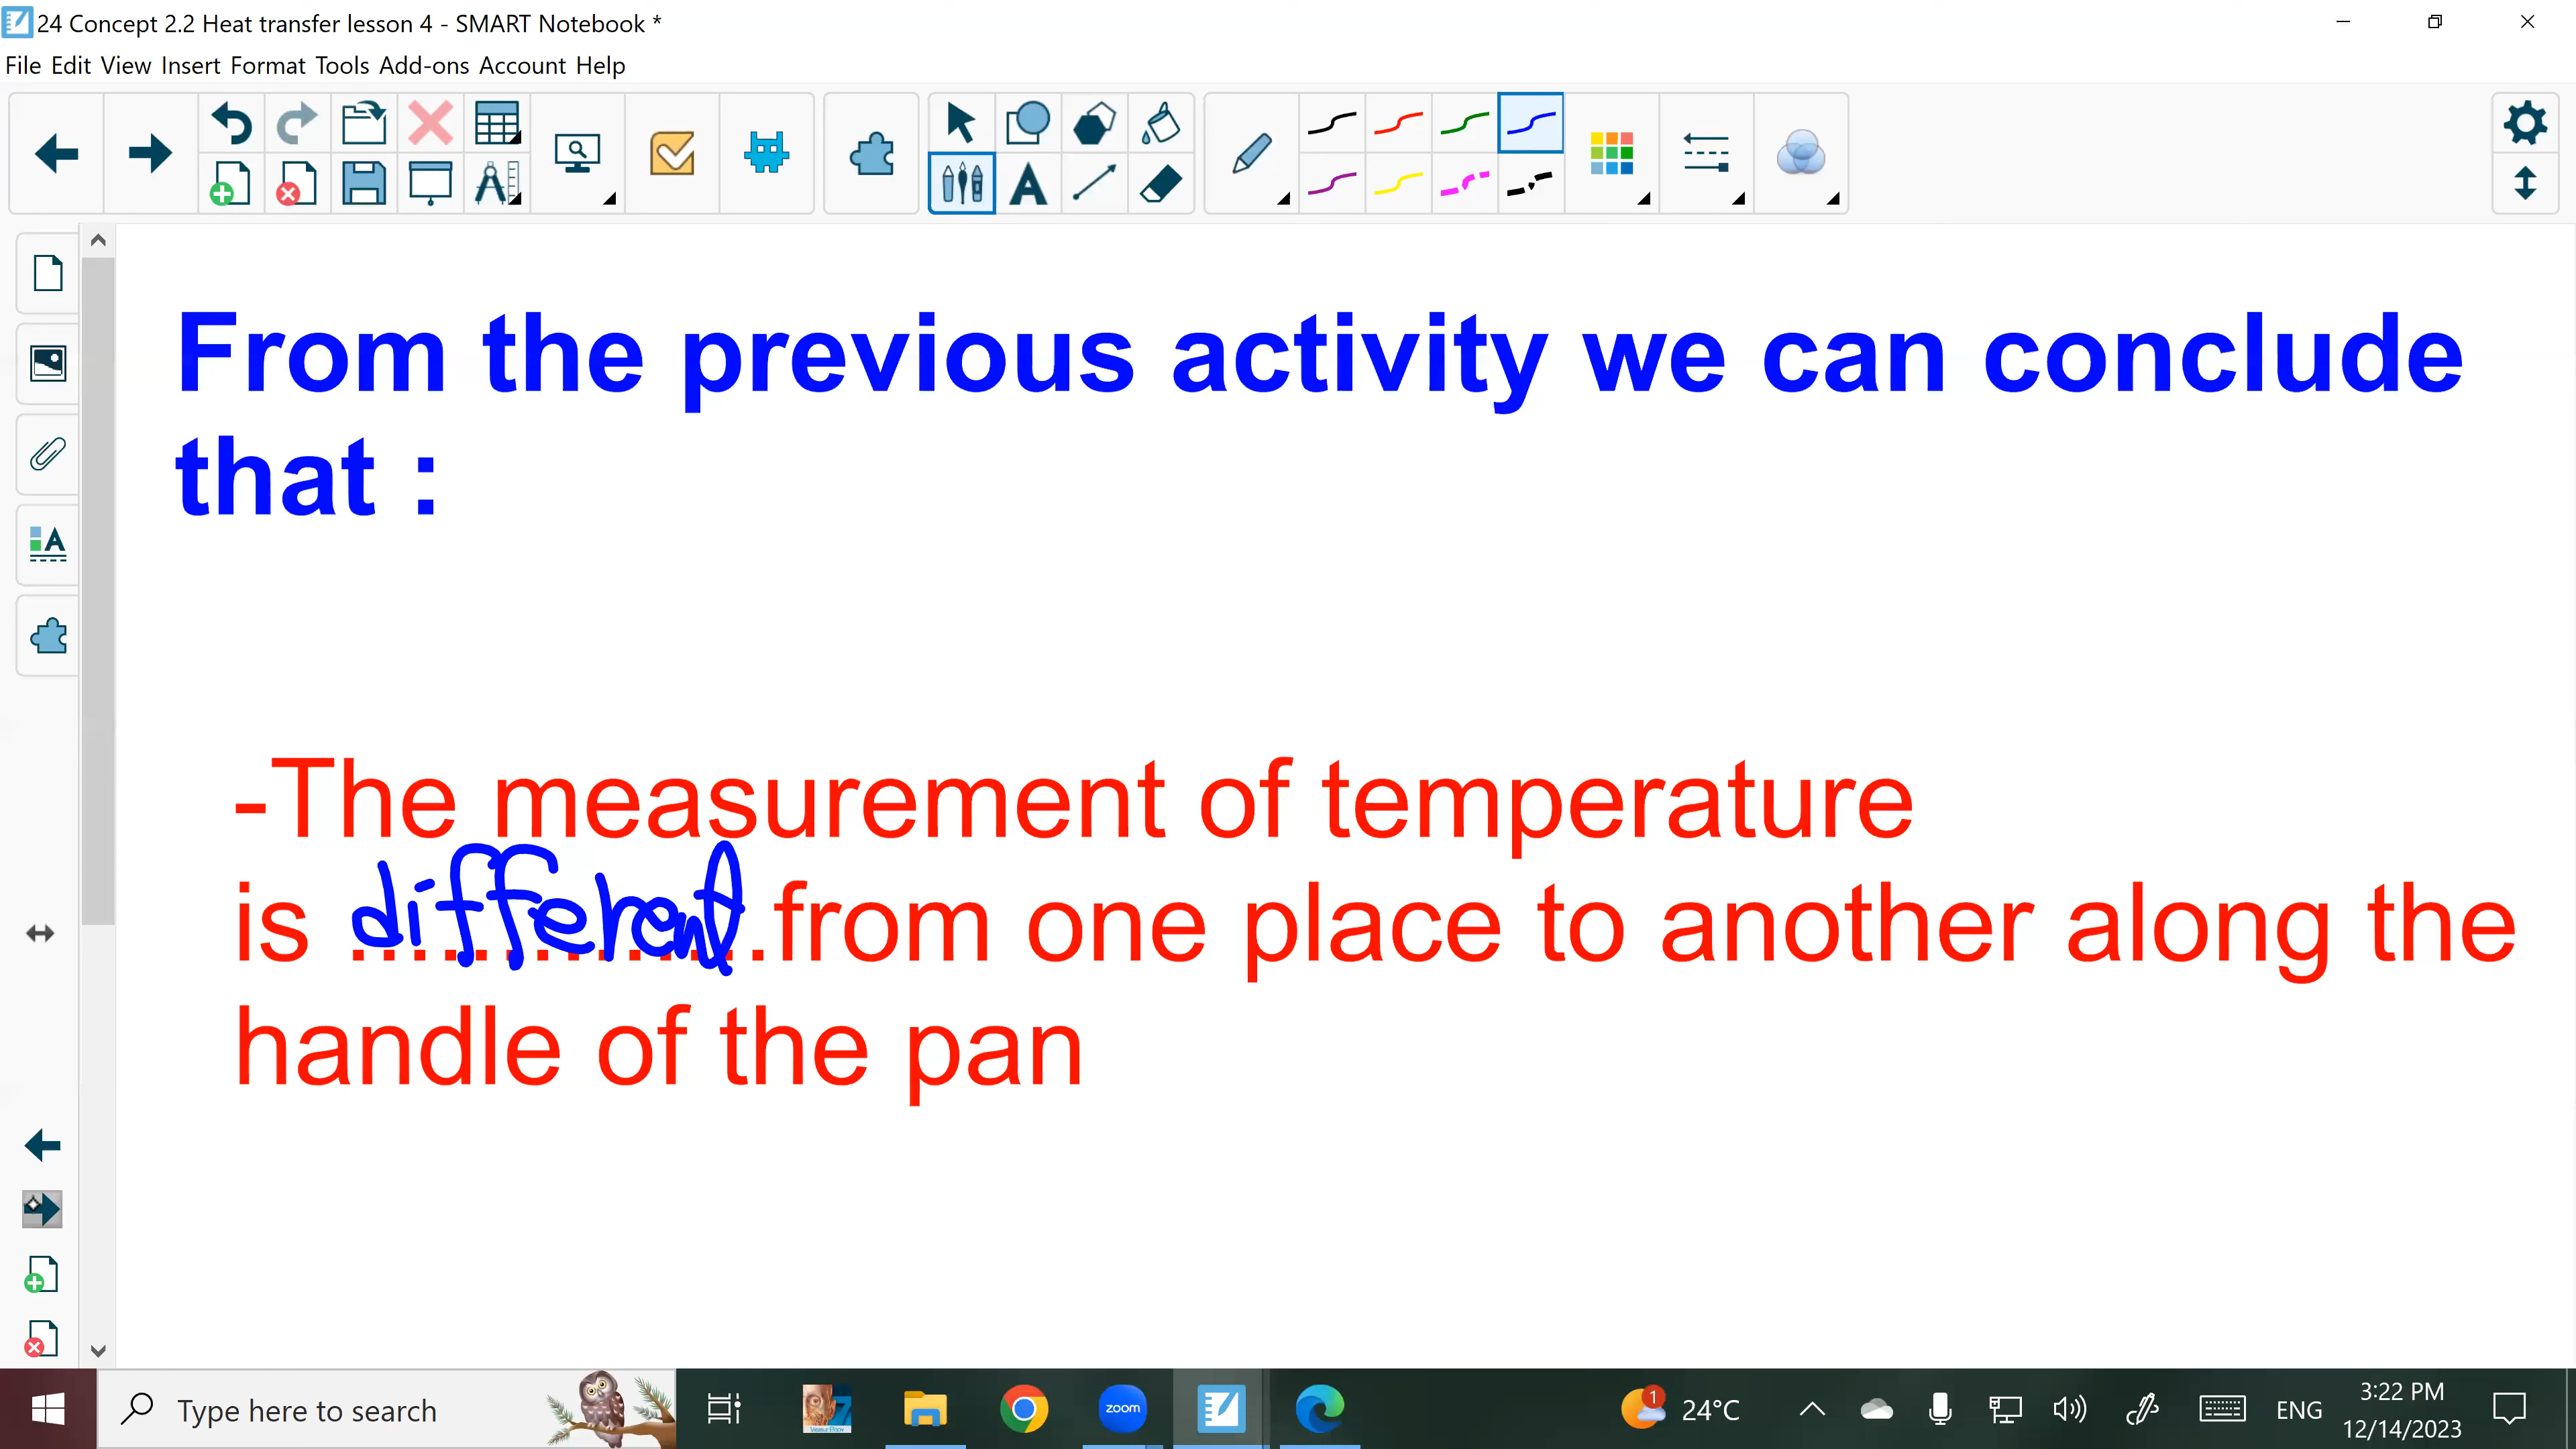 24 Concept 2.2 Heat transfer lesson 4 - SMART Notebook *
File Edit View Insert Format Tools Add-ons Account Help
From the previous activity we can conclude
that :
-The measurement of temperature
is different from one place to another along the
handle of the pan
Type here to search
zoom
1
24°C
ENG
3:22 PM
12/14/2023